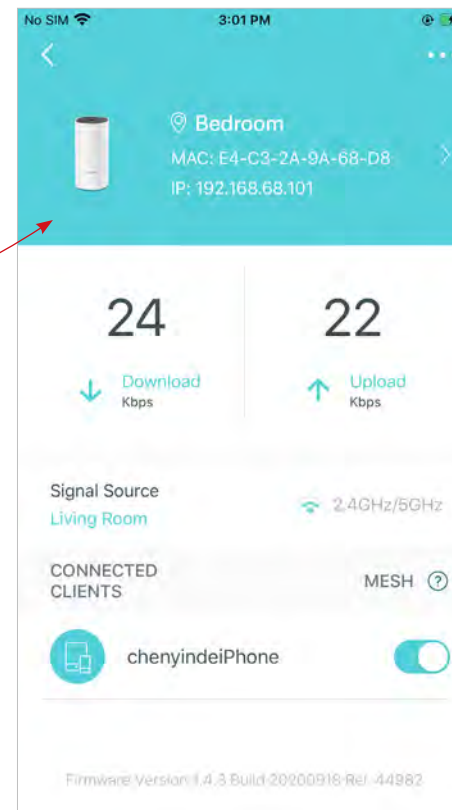 No SIM 3:01 PM
Bedroom
MAC: E4-C3-2A-9A-68-D8
IP: 192.168.68.101
24 22
Download Upload
Kbps Kbps
Signal Source
Living Room 2.4GHz/5GHz
CONNECTED
CLIENTS MESH ?
chenyindeiPhone
Firmware Version 1.4.3 Build 20200918 Rel. 44982